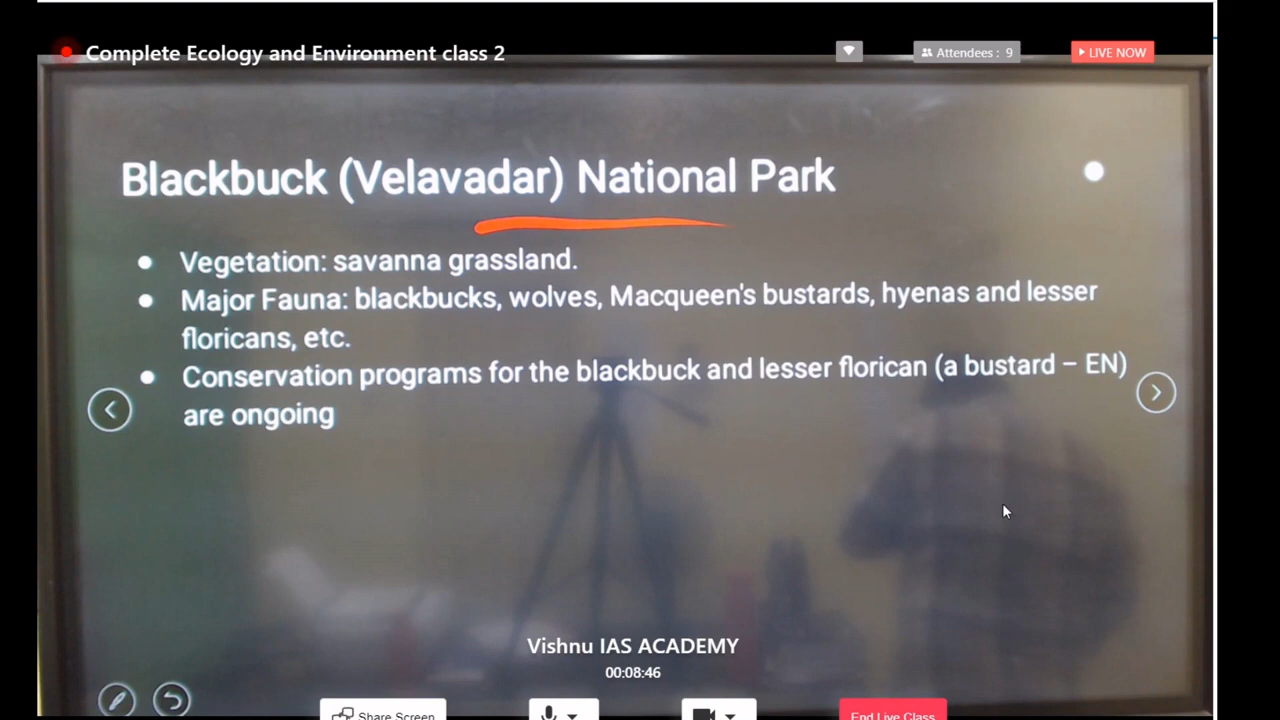 Complete Ecology and Environment class 2
Attendees : 9
LIVE NOW
Blackbuck (Velavadar) National Park
● Vegetation: savanna grassland.
● Major Fauna: blackbucks, wolves, Macqueen's bustards, hyenas and lesser
floricans, etc.
● Conservation programs for the blackbuck and lesser florican (a bustard – EN)
are ongoing
Vishnu IAS ACADEMY
00:08:46
Share Screen
End Live Class